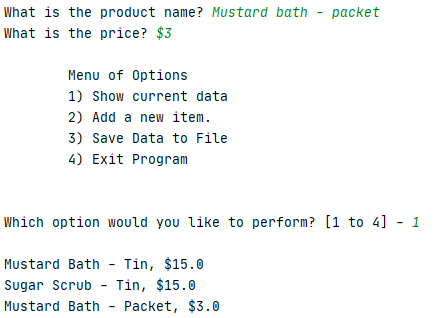 What is the product name? Mustard bath - packet
What is the price? $3
Menu of Options
1) Show current data
2) Add a new item.
3) Save Data to File
4) Exit Program
Which option would you like to perform? [1 to 4] - 1
Mustard Bath - Tin, $15.0
Sugar Scrub - Tin, $15.0
Mustard Bath - Packet, $3.0